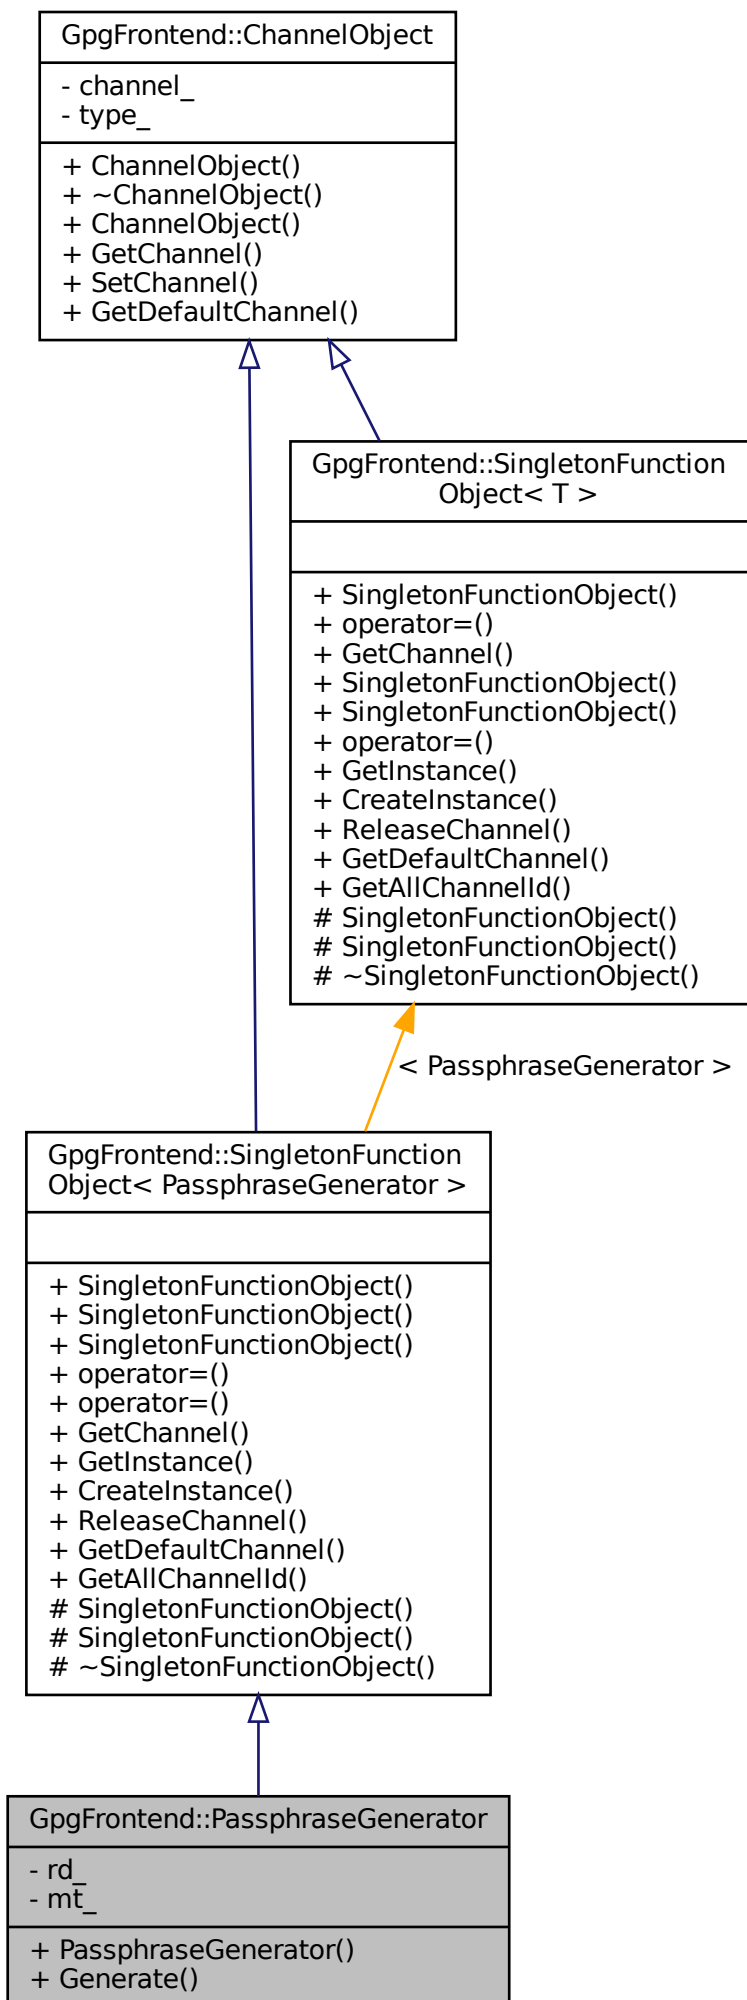 GpgFrontend::ChannelObject
- channel_
- type_
+ ChannelObject()
+ ~ChannelObject()
+ ChannelObject()
+ GetChannel()
+ SetChannel()
+ GetDefaultChannel()
GpgFrontend::SingletonFunction
Object< T >
+ SingletonFunctionObject()
+ operator=()
+ GetChannel()
+ SingletonFunctionObject()
+ SingletonFunctionObject()
+ operator=()
+ GetInstance()
+ CreateInstance()
+ ReleaseChannel()
+ GetDefaultChannel()
+ GetAllChannelId()
# SingletonFunctionObject()
# SingletonFunctionObject()
# ~SingletonFunctionObject()
< PassphraseGenerator >
GpgFrontend::SingletonFunction
Object< PassphraseGenerator >
+ SingletonFunctionObject()
+ SingletonFunctionObject()
+ SingletonFunctionObject()
+ operator=()
+ operator=()
+ GetChannel()
+ GetInstance()
+ CreateInstance()
+ ReleaseChannel()
+ GetDefaultChannel()
+ GetAllChannelId()
# SingletonFunctionObject()
# SingletonFunctionObject()
# ~SingletonFunctionObject()
GpgFrontend::PassphraseGenerator
- rd_
- mt_
+ PassphraseGenerator()
+ Generate()